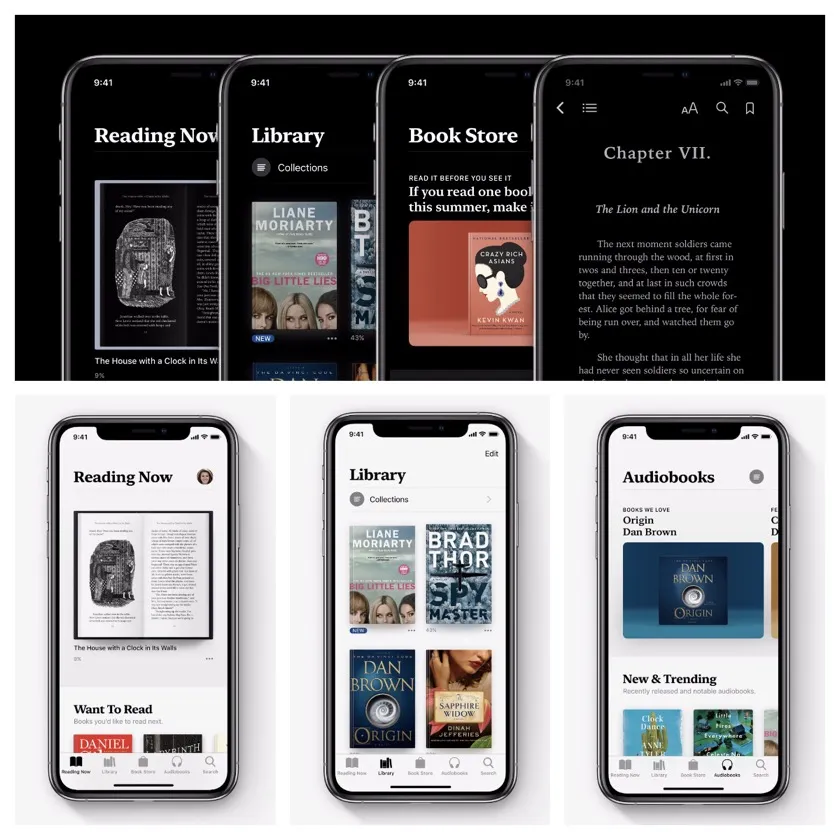 9:41
Reading Now
The House with a Clock in Its Wa
9%
9:41
Library
Collections
LIANE
MORIARTY
BIG LITTLE LIES
NEW
43%
9:41
Book Store
READ IT BEFORE YOU SEE IT
If you read one bool
this summer, make i
NATIONAL BESTSELLER
CRAZY RICH
ASIANS
KEVIN KWAN
9:41
AA
Chapter VII.
The Lion and the Unicorn
The next moment soldiers came
running through the wood, at first in
twos and threes, then ten or twenty
together, and at last in such crowds
that they seemed to fill the whole for-
est. Alice got behind a tree, for fear of
being run over, and watched them go
by.
She thought that in all her life she
had never seen soldiers so uncertain on
9:41
Reading Now
The House with a Clock in Its Walls
9%
Want To Read
Books you'd like to read next.
DANIEL
Reading Now
Library
Book Store
Audiobooks
Search
9:41
Edit
Library
Collections
LIANE
MORIARTY
BIG LITTLE LIES
NEW
BRAD
THOR
SPY
MASTER
43%
DAN
BROWN
ORIGIN
The
SAPPHIRE
WIDOW
DINAH
JEFFERIES
Reading Now
Library
Book Store
Audiobooks
Search
9:41
Audiobooks
BOOKS WE LOVE
Origin
Dan Brown
DAN
BROWN
ORIGIN
New & Trending
Recently released and notable audiobooks.
Clock
Dance
ANNE
TYLER
Little
Fires
Everywhere
Celeste Ng
Reading Now
Library
Book Store
Audiobooks
Search